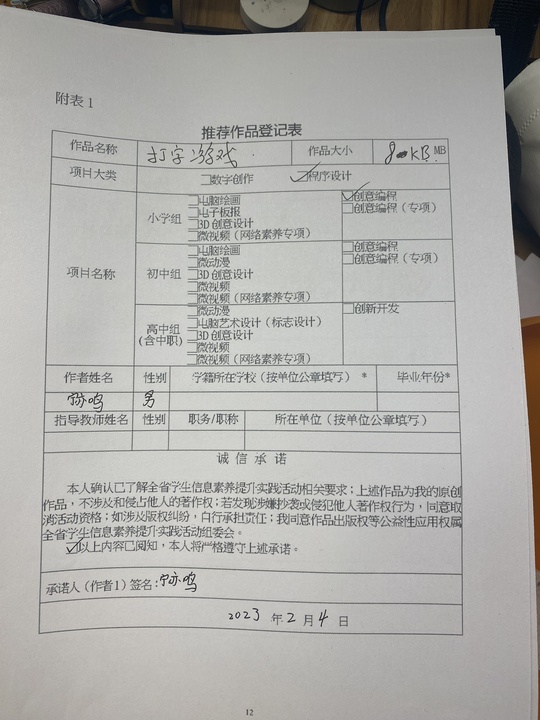 附表1
推荐作品登记表
作品名称 打字游戏 作品大小 KB MB
项目大类 □数字创作 ☑程序设计
项目名称
小学组
□电脑绘画
□电子板报
□3D创意设计
□微视频（网络素养专项）
☑创意编程
□创意编程（专项）
初中组
□电脑绘画
□微动漫
□3D创意设计
□微视频
□微视频（网络素养专项）
□创意编程
□创意编程（专项）
高中组
(含中职)
□微动漫
□电脑艺术设计（标志设计）
□3D创意设计
□微视频
□微视频（网络素养专项）
□创新开发
作者姓名 性别 学籍所在学校（按单位公章填写）* 毕业年份*
鸣 男
指导教师姓名 性别 职务/职称 所在单位（按单位公章填写）
诚信承诺
本人确认已了解全省学生信息素养提升实践活动相关要求；上述作品为我的原创
作品，不涉及和侵占他人的著作权；若发现涉嫌抄袭或侵犯他人著作权行为，同意取
消活动资格；如涉及版权纠纷，自行承担责任；我同意作品出版权等公益性应用权属
全省学生信息素养提升实践活动组委会。
☑以上内容已阅知，本人将严格遵守上述承诺。
承诺人（作者1）签名：鸣
2023 年 2 月 4 日
12